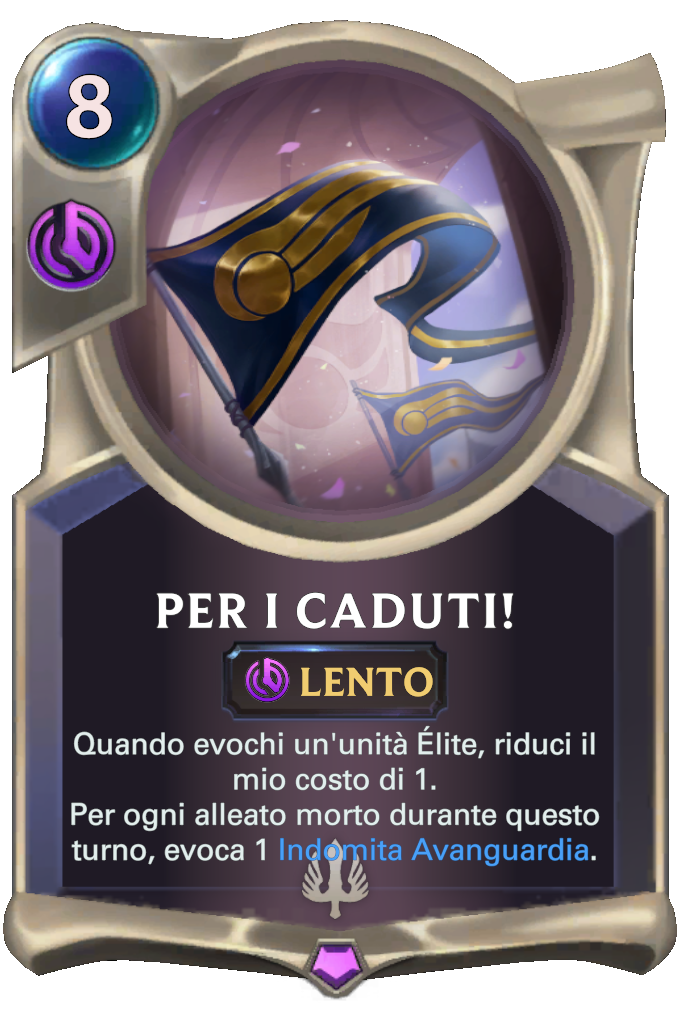 8
PER I CADUTI!
LENTO
Quando evochi un'unità Élite, riduci il
mio costo di 1.
Per ogni alleato morto durante questo
turno, evoca 1 Indomita Avanguardia.